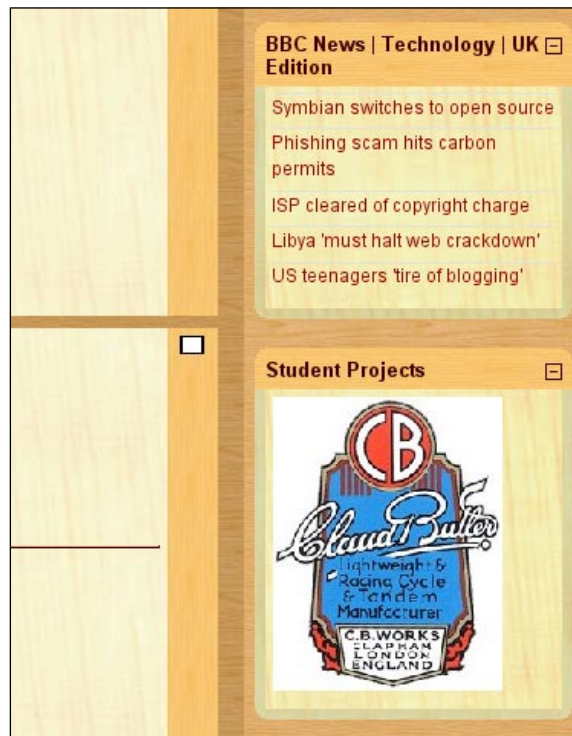 BBC News | Technology | UK
Edition
Symbian switches to open source
Phishing scam hits carbon
permits
ISP cleared of copyright charge
Libya 'must halt web crackdown'
US teenagers 'tire of blogging'
Student Projects
CB
Claud Butler
Lightweight &
Racing Cycle
& Tandem
Manufacturer
C.B.WORKS
CLAPHAM
LONDON
ENGLAND